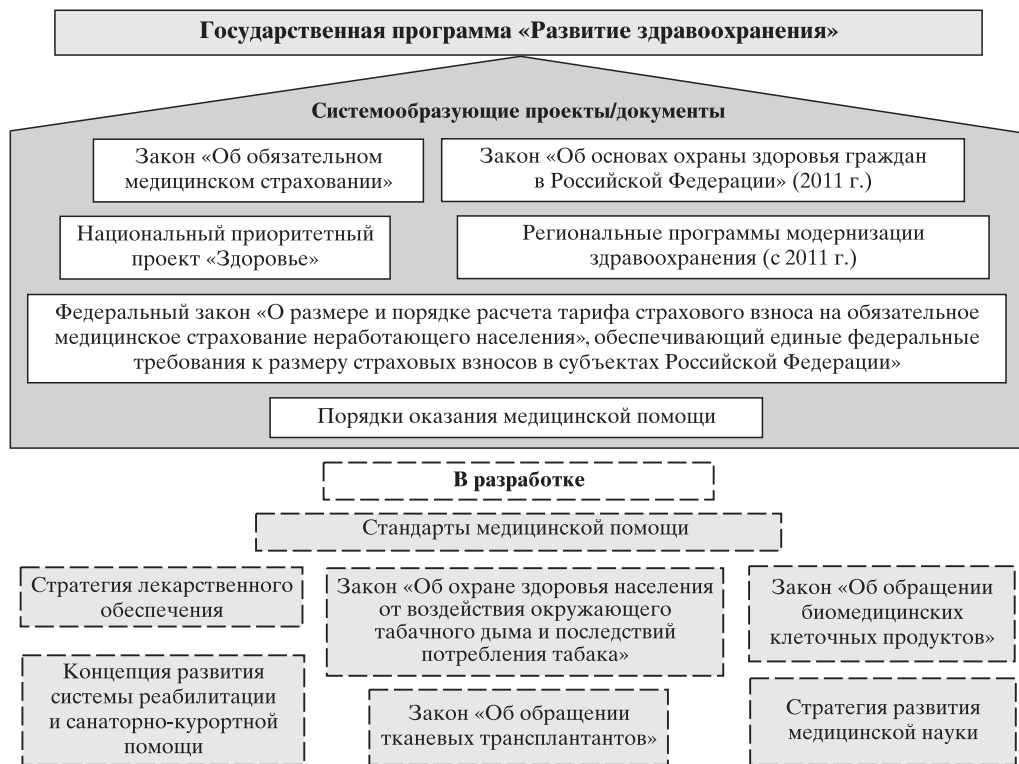 Государственная программа «Развитие здравоохранения»
Системообразующие проекты/документы
Закон «Об обязательном
медицинском страховании»
Закон «Об основах охраны здоровья граждан
в Российской Федерации» (2011 г.)
Национальный приоритетный
проект «Здоровье»
Региональные программы модернизации
здравоохранения (с 2011 г.)
Федеральный закон «О размере и порядке расчета тарифа страхового взноса на обязательное
медицинское страхование неработающего населения», обеспечивающий единые федеральные
требования к размеру страховых взносов в субъектах Российской Федерации»
Порядки оказания медицинской помощи
В разработке
Стандарты медицинской помощи
Стратегия лекарственного
обеспечения
Закон «Об охране здоровья населения
от воздействия окружающего
табачного дыма и последствий
потребления табака»
Закон «Об обращении
биомедицинских
клеточных продуктов»
Концепция развития
системы реабилитации
и санаторно-курортной
помощи
Закон «Об обращении
тканевых трансплантантов»
Стратегия развития
медицинской науки